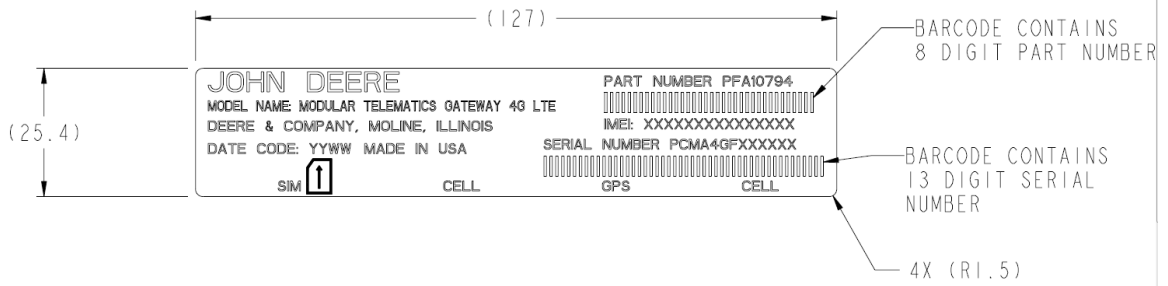 (127)
BARCODE CONTAINS
8 DIGIT PART NUMBER
(25.4)
JOHN DEERE
PART NUMBER PFA10794
MODEL NAME: MODULAR TELEMATICS GATEWAY 4G LTE
DEERE & COMPANY, MOLINE, ILLINOIS
IMEI: XXXXXXXXXXXXXXX
DATE CODE: YYWW MADE IN USA
SERIAL NUMBER PCMA4GFXXXXXX
SIM
CELL
GPS
CELL
BARCODE CONTAINS
13 DIGIT SERIAL
NUMBER
4X (R1.5)